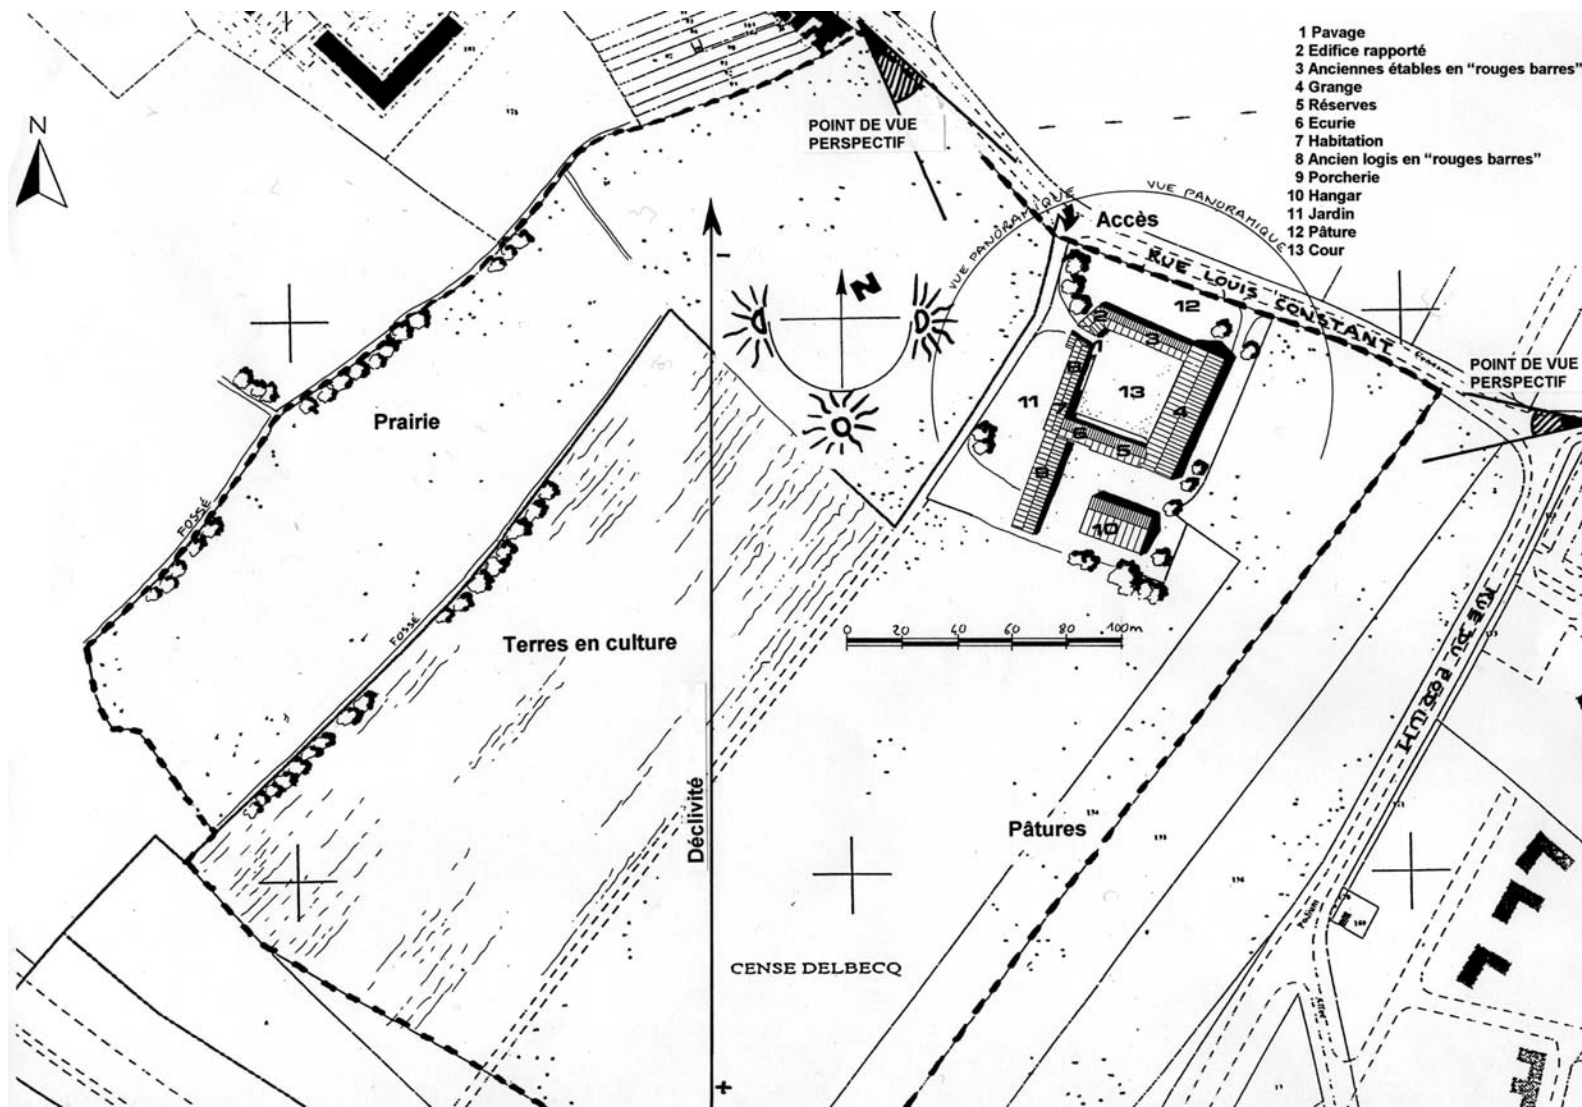 1 Pavage
2 Edifice rapporté
3 Anciennes étables en “rouges barres”
4 Grange
5 Réserves
6 Ecurie
7 Habitation
8 Ancien logis en “rouges barres”
9 Porcherie
10 Hangar
11 Jardin
12 Pâture
13 Cour
N
POINT DE VUE
PERSPECTIF
VUE PANORAMIQUE
VUE PANORAMIQUE
Accès
RUE LOUIS CONSTANT
POINT DE VUE
PERSPECTIF
-
N
12
2
3
1
8
13
11
7
4
6
5
10
Prairie
FOSSÉ
FOSSÉ
Terres en culture
0 20 40 60 80 100m
RUE DU
Déclivité
Pâtures
134
CENSE DELBECQ
+